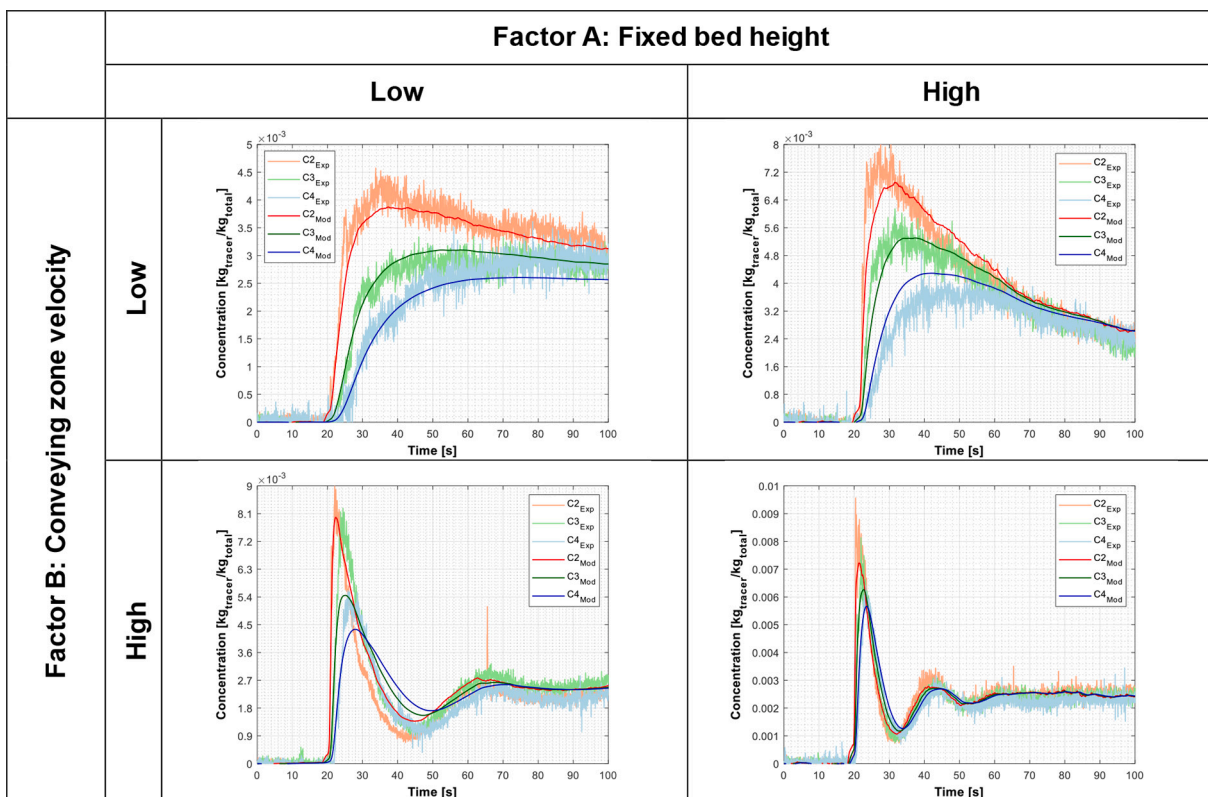 Factor A: Fixed bed height
Low
High
Factor B: Conveying zone velocity
Low
×10⁻³
5
4.5
4
3.5
3
2.5
2
1.5
1
0.5
0
Concentration [kg_tracer/kg_total]
C2_Exp
C3_Exp
C4_Exp
C2_Mod
C3_Mod
C4_Mod
0 10 20 30 40 50 60 70 80 90 100
Time [s]
×10⁻³
8
7.2
6.4
5.6
4.8
4
3.2
2.4
1.6
0.8
0
Concentration [kg_tracer/kg_total]
C2_Exp
C3_Exp
C4_Exp
C2_Mod
C3_Mod
C4_Mod
0 10 20 30 40 50 60 70 80 90 100
Time [s]
High
×10⁻³
9
8.1
7.2
6.3
5.4
4.5
3.6
2.7
1.8
0.9
0
Concentration [kg_tracer/kg_total]
C2_Exp
C3_Exp
C4_Exp
C2_Mod
C3_Mod
C4_Mod
0 10 20 30 40 50 60 70 80 90 100
Time [s]
0.01
0.009
0.008
0.007
0.006
0.005
0.004
0.003
0.002
0.001
0
Concentration [kg_tracer/kg_total]
C2_Exp
C3_Exp
C4_Exp
C2_Mod
C3_Mod
C4_Mod
0 10 20 30 40 50 60 70 80 90 100
Time [s]